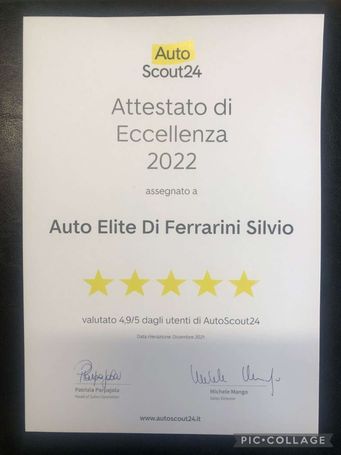 Auto
Scout24
Attestato di
Eccellenza
2022
assegnato a
Auto Elite Di Ferrarini Silvio
valutato 4,9/5 dagli utenti di AutoScout24
Data rilevazione: Dicembre 2021
Patrizia Parpajola
Michele Mango
Head of Sales Operation
Sales Director
www.autoscout24.it
PIC•COLLAGE